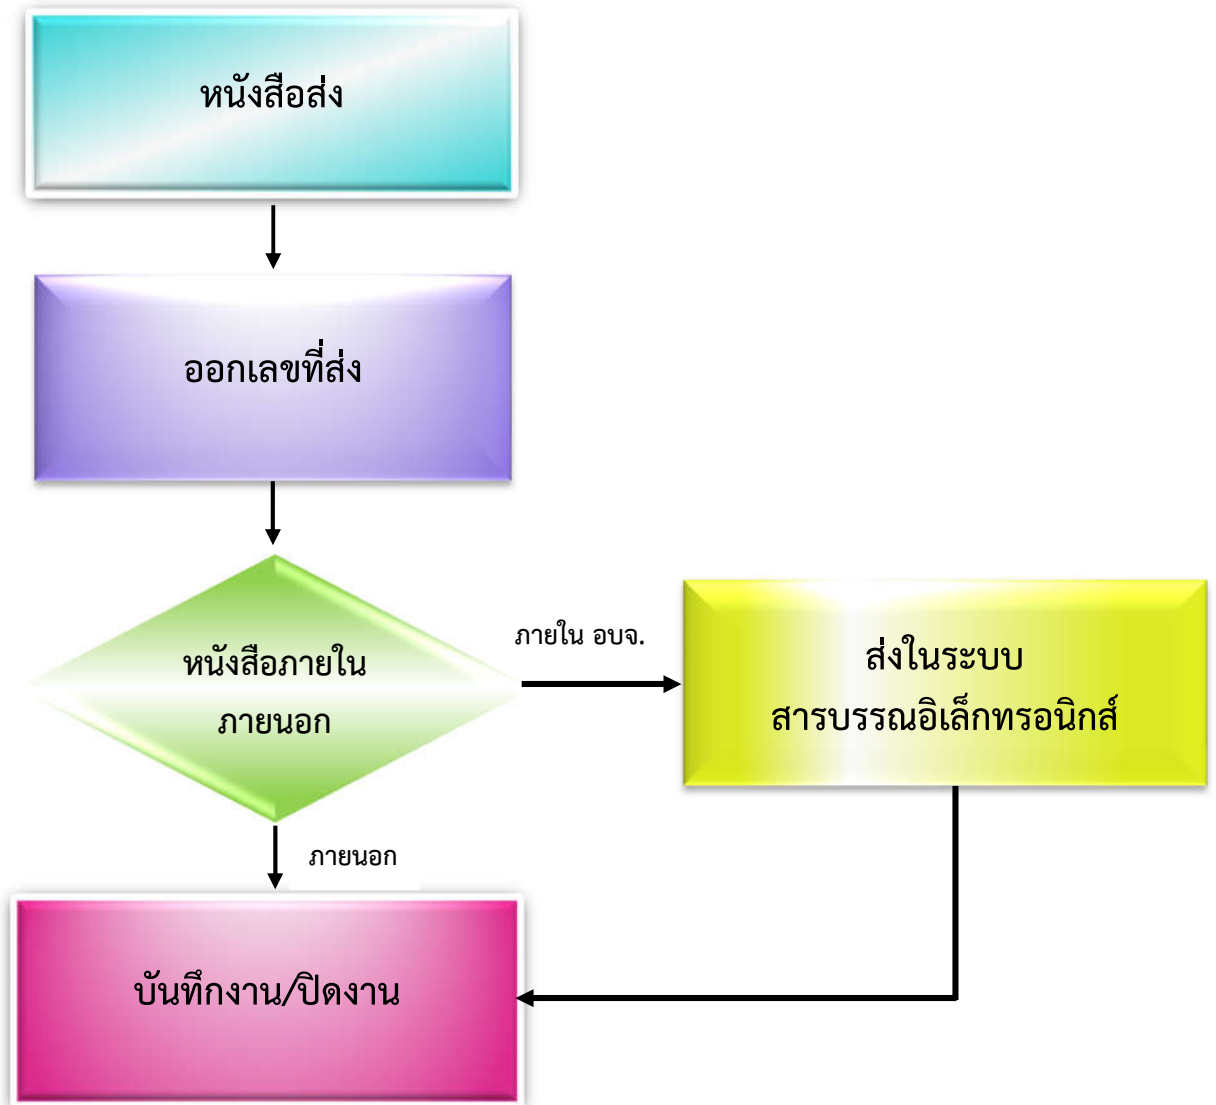 หนังสือส่ง
ออกเลขที่ส่ง
หนังสือภายใน
ภายนอก
ภายใน อบจ.
ส่งในระบบ
สารบรรณอิเล็กทรอนิกส์
ภายนอก
บันทึกงาน/ปิดงาน